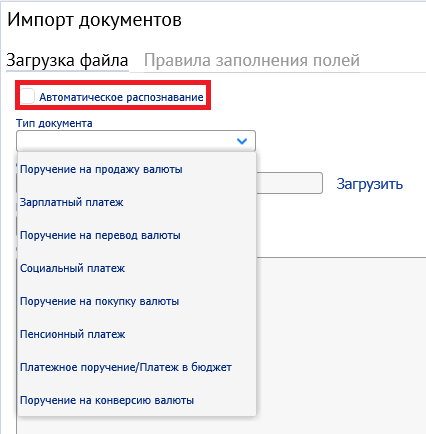 Импорт документов
Загрузка файла Правила заполнения полей
Автоматическое распознавание
Тип документа
Поручение на продажу валюты
Загрузить
Зарплатный платеж
Поручение на перевод валюты
Социальный платеж
Поручение на покупку валюты
Пенсионный платеж
Платежное поручение/Платеж в бюджет
Поручение на конверсию валюты